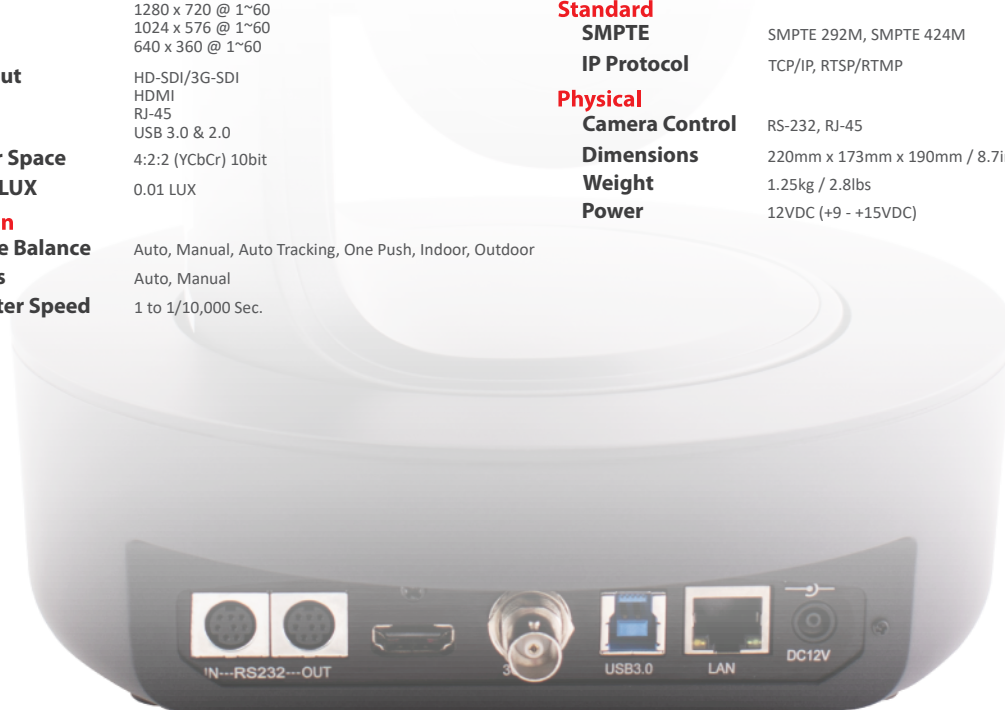 1280 x 720 @ 1~60
1024 x 576 @ 1~60
640 x 360 @ 1~60
ut
HD-SDI/3G-SDI
HDMI
RJ-45
USB 3.0 & 2.0
r Space
4:2:2 (YCbCr) 10bit
LUX
0.01 LUX
n
e Balance
Auto, Manual, Auto Tracking, One Push, Indoor, Outdoor
s
Auto, Manual
ter Speed
1 to 1/10,000 Sec.
Standard
SMPTE
SMPTE 292M, SMPTE 424M
IP Protocol
TCP/IP, RTSP/RTMP
Physical
Camera Control
RS-232, RJ-45
Dimensions
220mm x 173mm x 190mm / 8.7i
Weight
1.25kg / 2.8lbs
Power
12VDC (+9 - +15VDC)
IN---RS232---OUT
USB3.0
LAN
DC12V